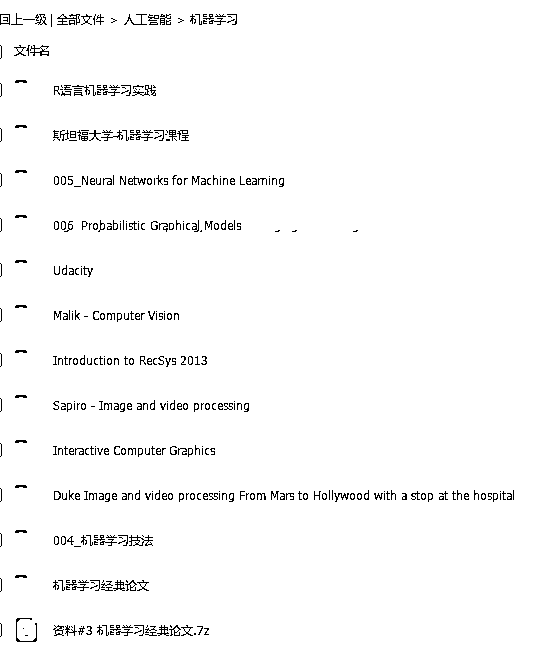 回上一级 | 全部文件 > 人工智能 > 机器学习
文件名
R语言机器学习实践
斯坦福大学-机器学习课程
005_Neural Networks for Machine Learning
006_Probabilistic Graphical Models
Udacity
Malik - Computer Vision
Introduction to RecSys 2013
Sapiro - Image and video processing
Interactive Computer Graphics
Duke Image and video processing From Mars to Hollywood with a stop at the hospital
004_机器学习技法
机器学习经典论文
资料#3 机器学习经典论文.7z